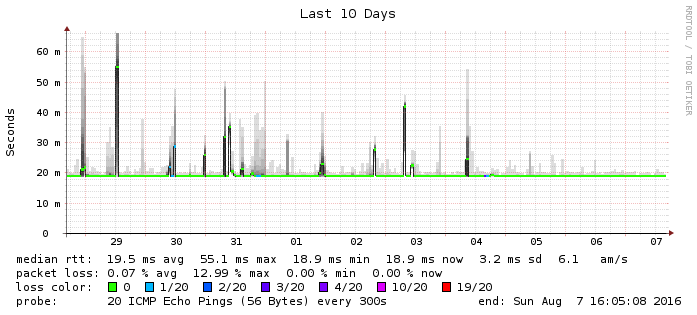 Last 10 Days
RRDTOOL / TOBI OETIKER
Seconds
60 m
50 m
40 m
30 m
20 m
10 m
0
29 30 31 01 02 03 04 05 06 07
median rtt: 19.5 ms avg 55.1 ms max 18.9 ms min 18.9 ms now 3.2 ms sd 6.1 am/s
packet loss: 0.07 % avg 12.99 % max 0.00 % min 0.00 % now
loss color: 0 1/20 2/20 3/20 4/20 10/20 19/20
probe: 20 ICMP Echo Pings (56 Bytes) every 300s end: Sun Aug 7 16:05:08 2016